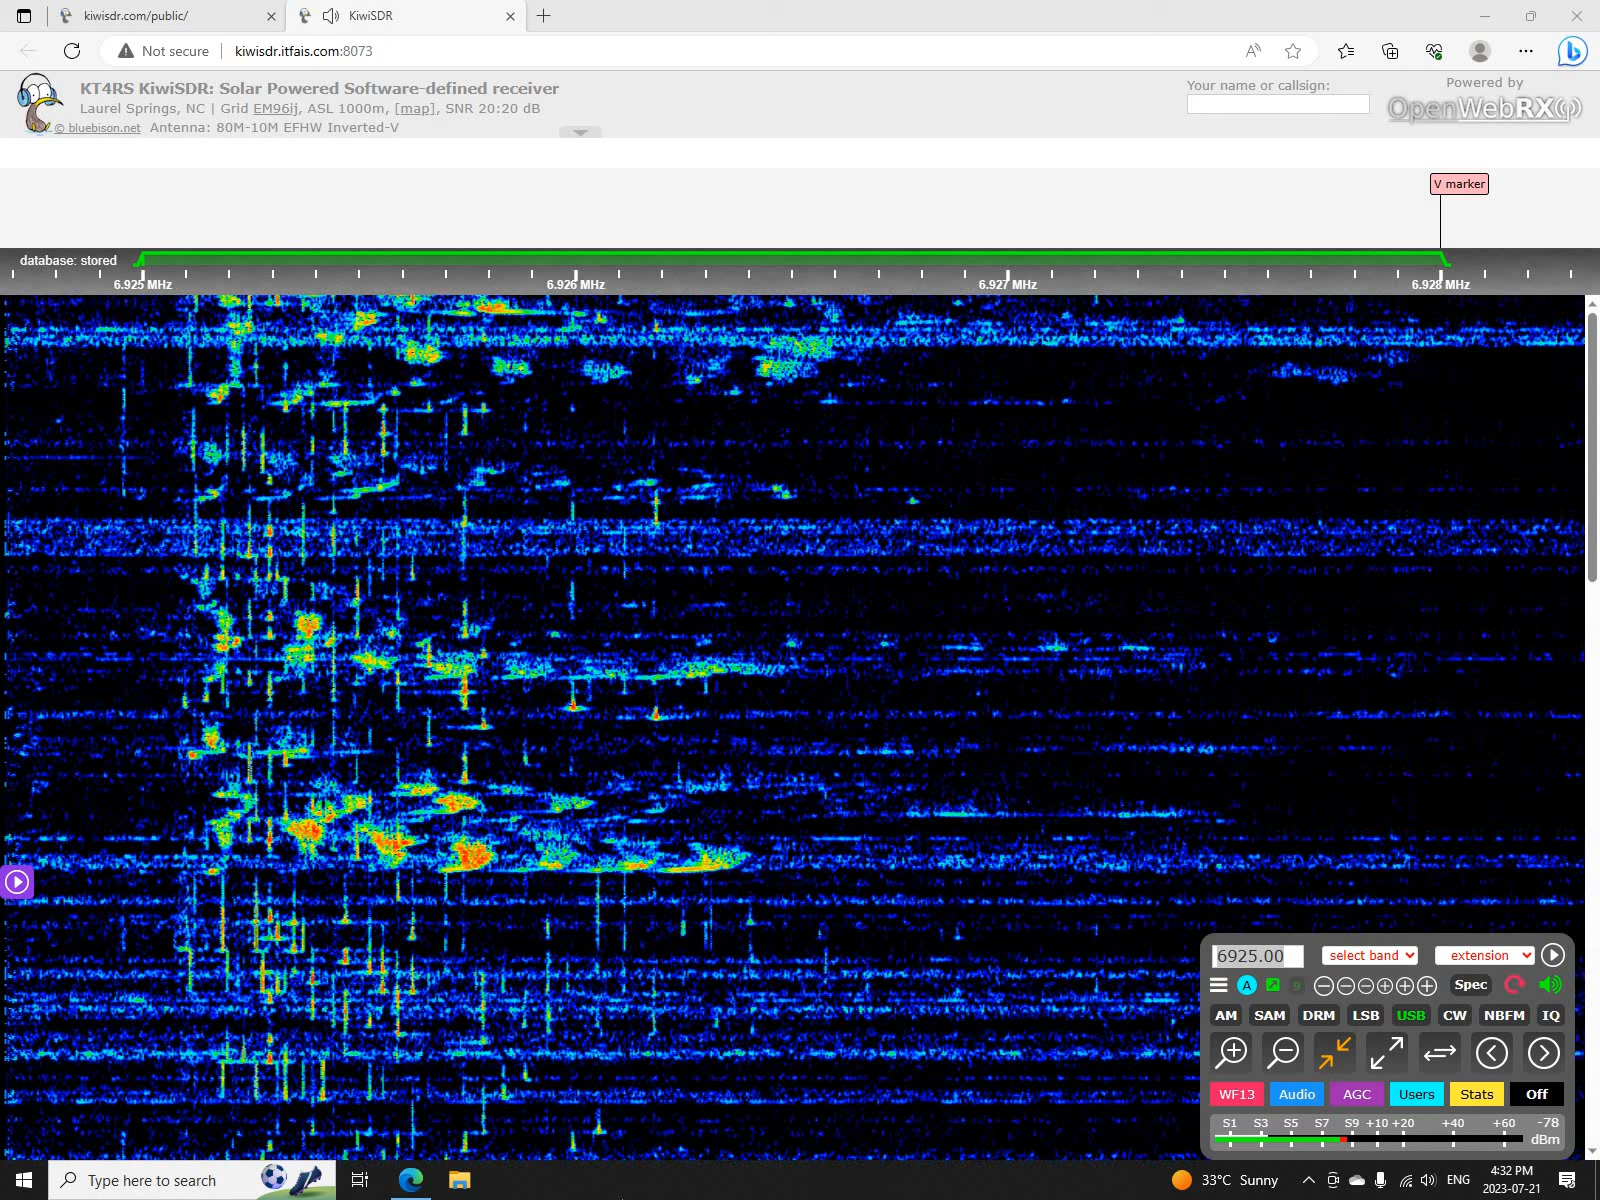 kiwisdr.com/public/
KiwiSDR
Not secure
kiwisdr.itfais.com:8073
KT4RS KiwiSDR: Solar Powered Software-defined receiver
Laurel Springs, NC | Grid EM96ij, ASL 1000m, [map], SNR 20:20 dB
© bluebison.net Antenna: 80M-10M EFHW Inverted-V
Your name or callsign:
Powered by
OpenWebRX
V marker
database: stored
6.925 MHz 6.926 MHz 6.927 MHz 6.928 MHz
6925.00 select band extension
A 9 Spec
AM SAM DRM LSB USB CW NBFM IQ
WF13 Audio AGC Users Stats Off
S1 S3 S5 S7 S9 +10 +20 +40 +60 -78
dBm
Type here to search
33°C Sunny
ENG
4:32 PM
2023-07-21